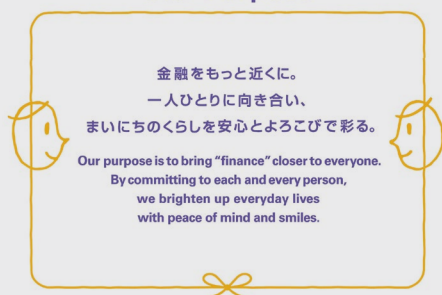 金融をもっと近くに。
一人ひとりに向き合い、
まいにちのくらしを安心とよろこびで彩る。
Our purpose is to bring “finance” closer to everyone.
By committing to each and every person,
we brighten up everyday lives
with peace of mind and smiles.